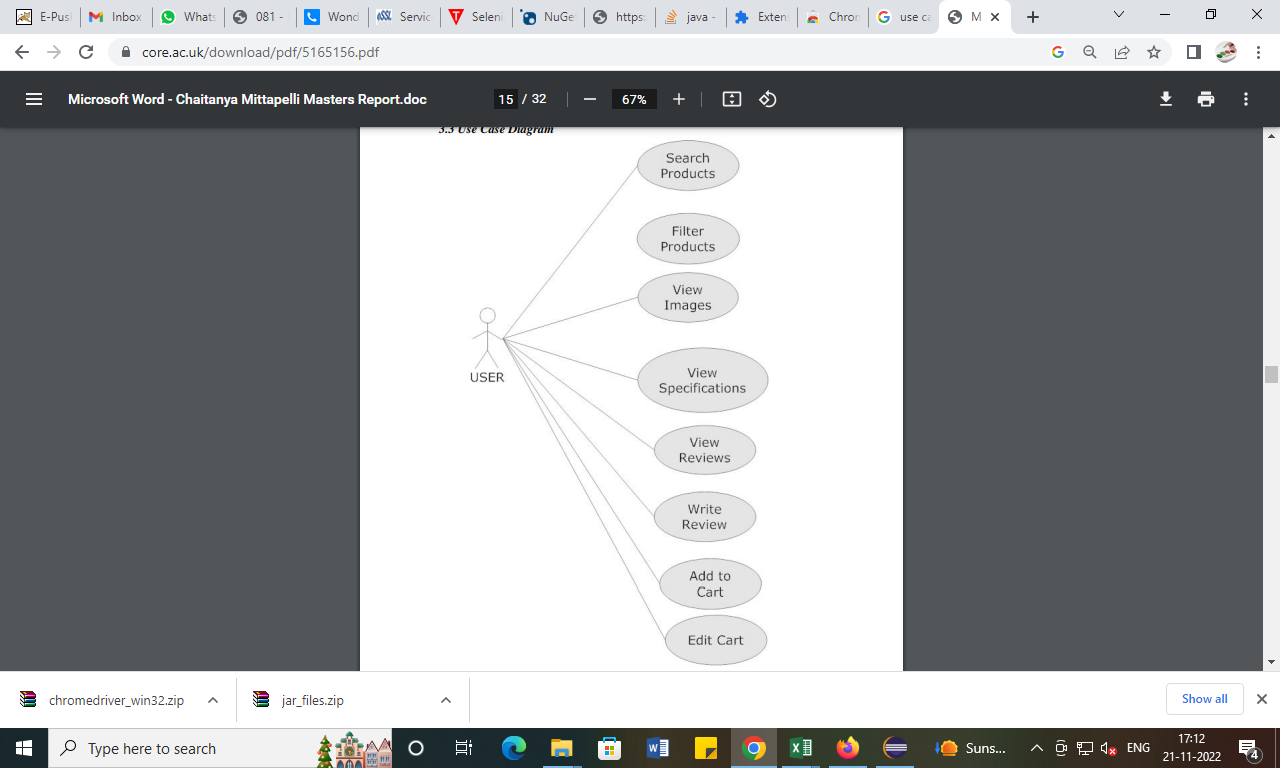 E-Pus
Inbox
Whats
081 -
Wond
Servic
Selen
NuGe
https:
java -
Exten
Chron
use ca
M
core.ac.uk/download/pdf/5165156.pdf
Microsoft Word - Chaitanya Mittapelli Masters Report.doc
15 / 32
67%
3.3 Use Case Diagram
Search
Products
Filter
Products
View
Images
USER
View
Specifications
View
Reviews
Write
Review
Add to
Cart
Edit Cart
chromedriver_win32.zip
jar_files.zip
Show all
Type here to search
Suns...
ENG
17:12
21-11-2022
4